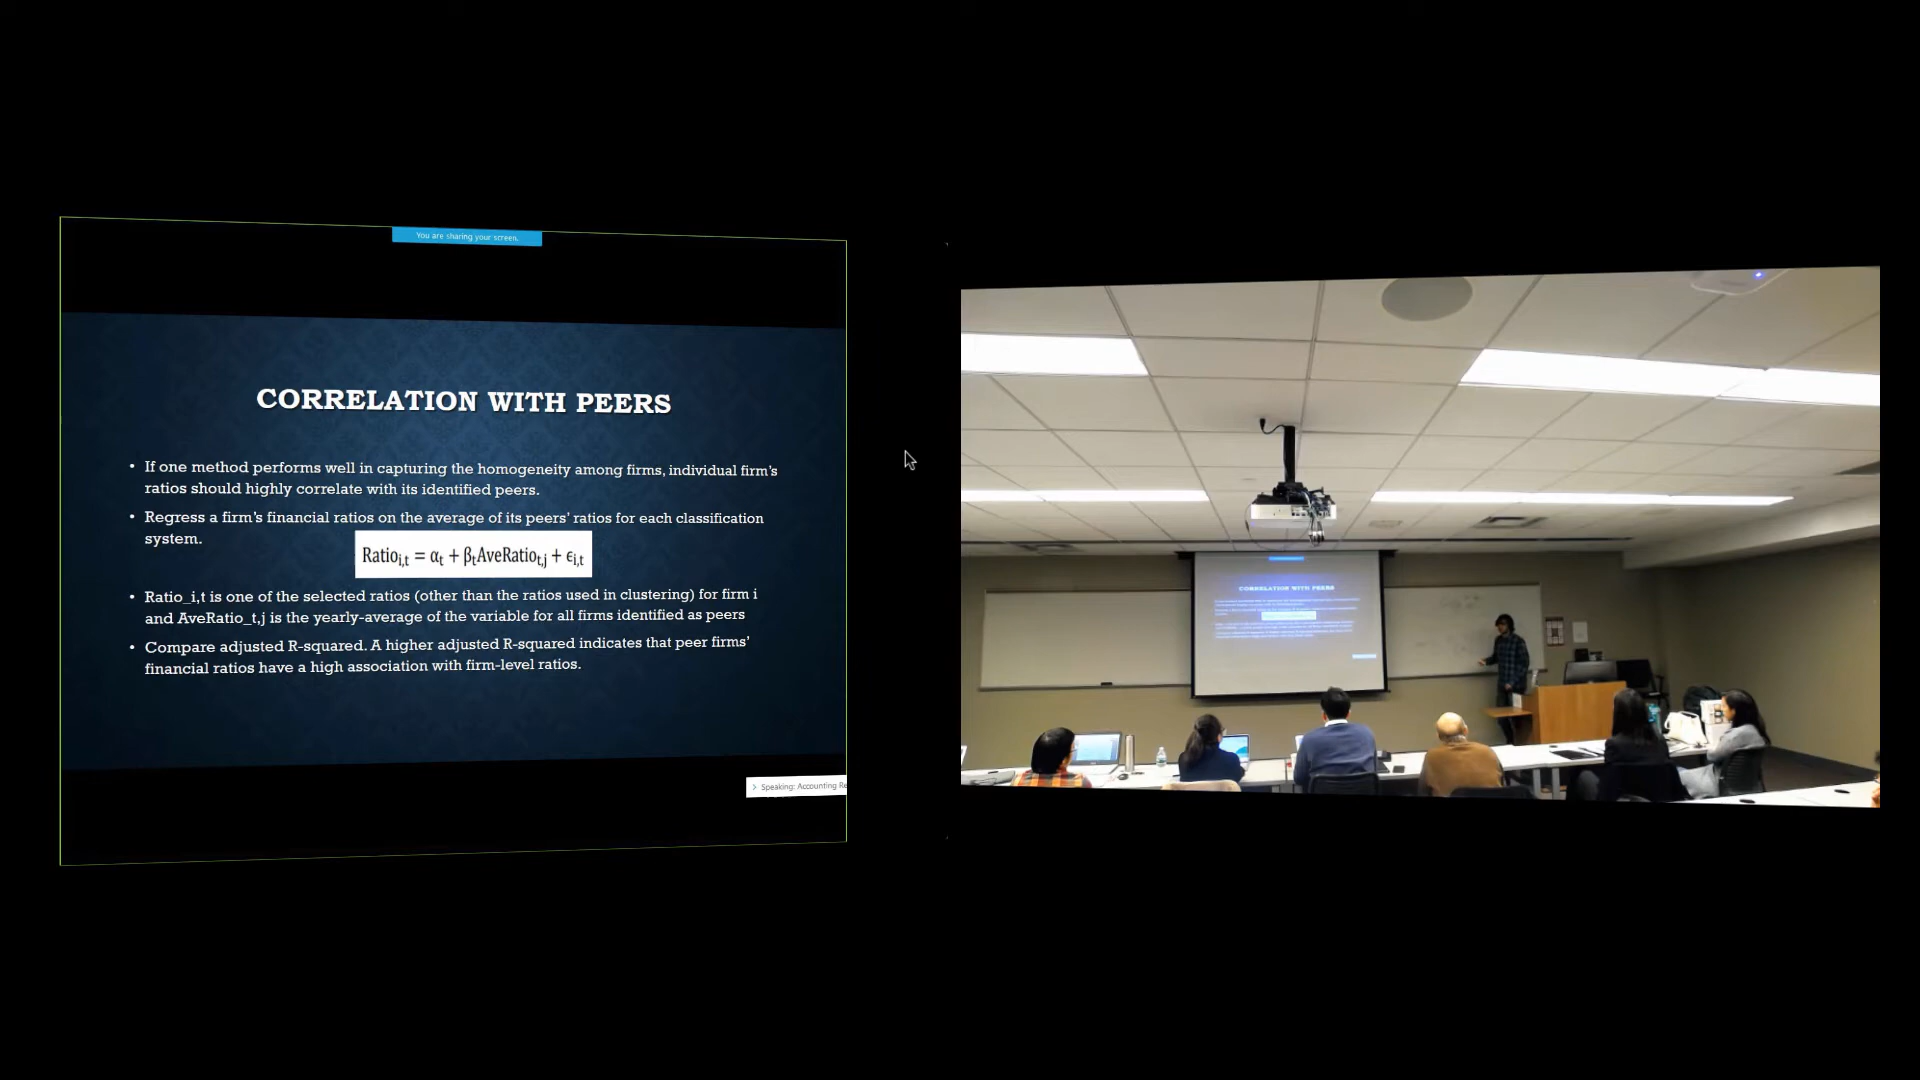 You are sharing your screen.
CORRELATION WITH PEERS
• If one method performs well in capturing the homogeneity among firms, individual firm's
ratios should highly correlate with its identified peers.
• Regress a firm's financial ratios on the average of its peers' ratios for each classification
system.
Ratioi,t = αt + βtAveRatiot,j + ϵi,t
• Ratio_i,t is one of the selected ratios (other than the ratios used in clustering) for firm i
and AveRatio_t,j is the yearly-average of the variable for all firms identified as peers
• Compare adjusted R-squared. A higher adjusted R-squared indicates that peer firms'
financial ratios have a high association with firm-level ratios.
Speaking: Accounting Re
CORRELATION WITH PEERS